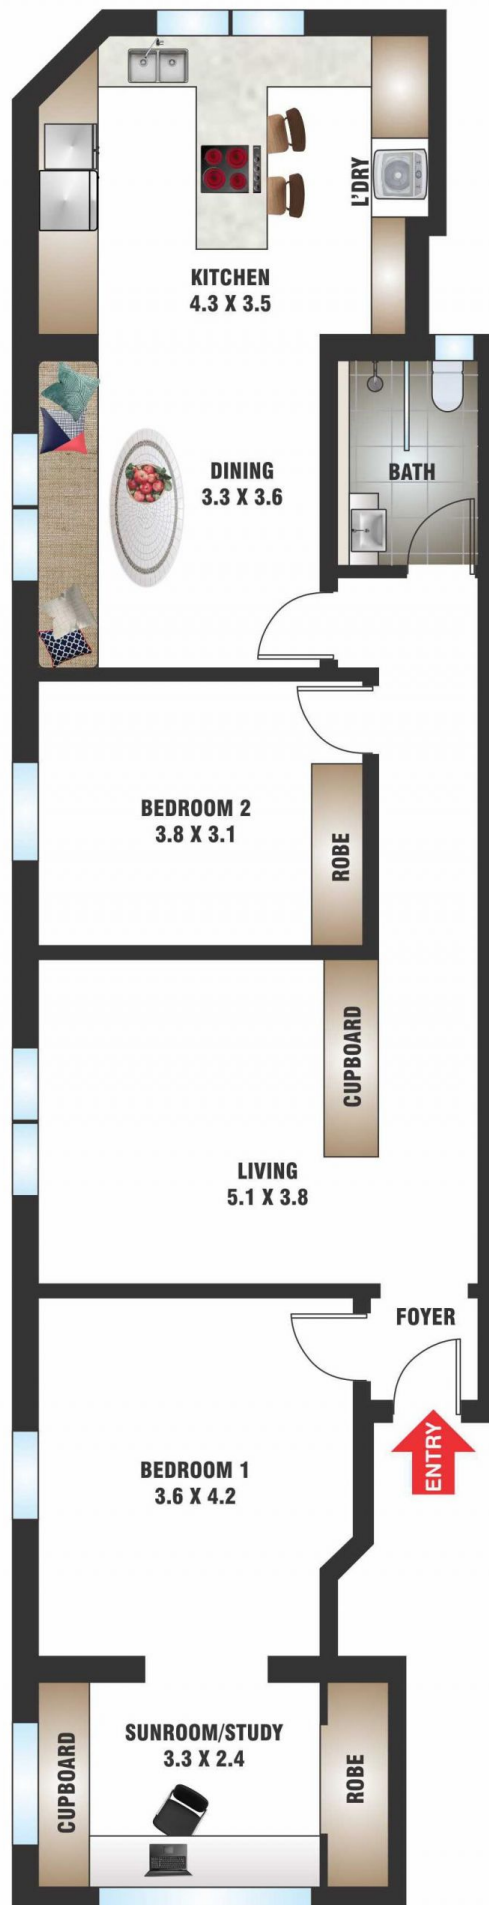 L'DRY
KITCHEN
4.3 X 3.5
DINING
3.3 X 3.6
BATH
BEDROOM 2
3.8 X 3.1
ROBE
CUPBOARD
LIVING
5.1 X 3.8
FOYER
ENTRY
BEDROOM 1
3.6 X 4.2
SUNROOM/STUDY
3.3 X 2.4
CUPBOARD
ROBE